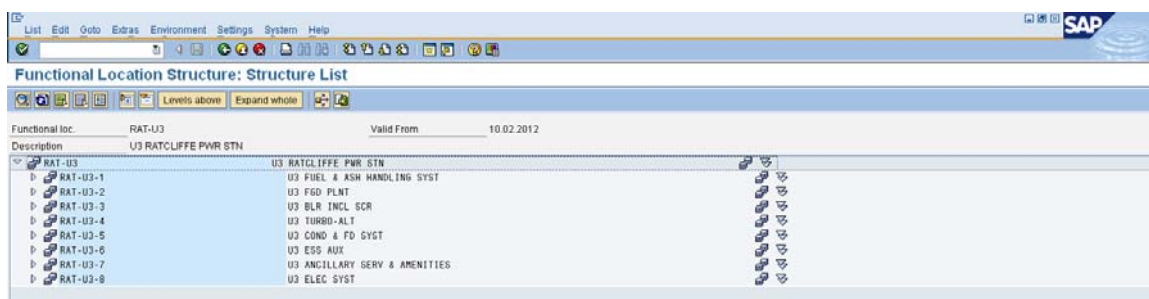 List Edit Goto Extras Environment Settings System Help
SAP
Functional Location Structure: Structure List
Levels above Expand whole
Functional loc. RAT-U3 Valid From 10.02.2012
Description U3 RATCLIFFE PWR STN
RAT-U3 U3 RATCLIFFE PWR STN
RAT-U3-1 U3 FUEL & ASH HANDLING SYST
RAT-U3-2 U3 FGD PLNT
RAT-U3-3 U3 BLR INCL SCR
RAT-U3-4 U3 TURBO-ALT
RAT-U3-5 U3 COND & FD SYST
RAT-U3-6 U3 ESS AUX
RAT-U3-7 U3 ANCILLARY SERV & AMENITIES
RAT-U3-8 U3 ELEC SYST